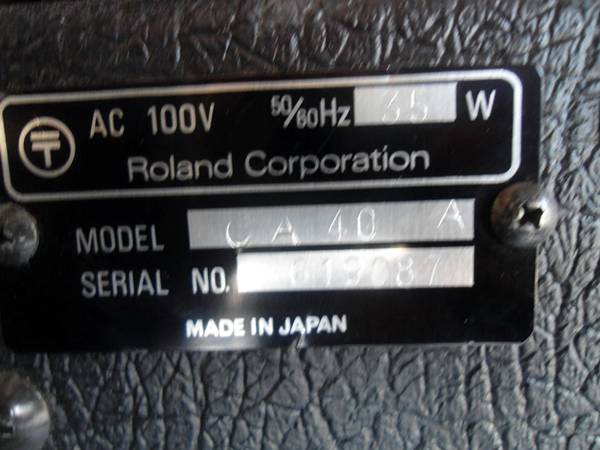 AC 100V 50/60Hz 35 W
Roland Corporation
MODEL CA 40 A
SERIAL NO. 819087
MADE IN JAPAN